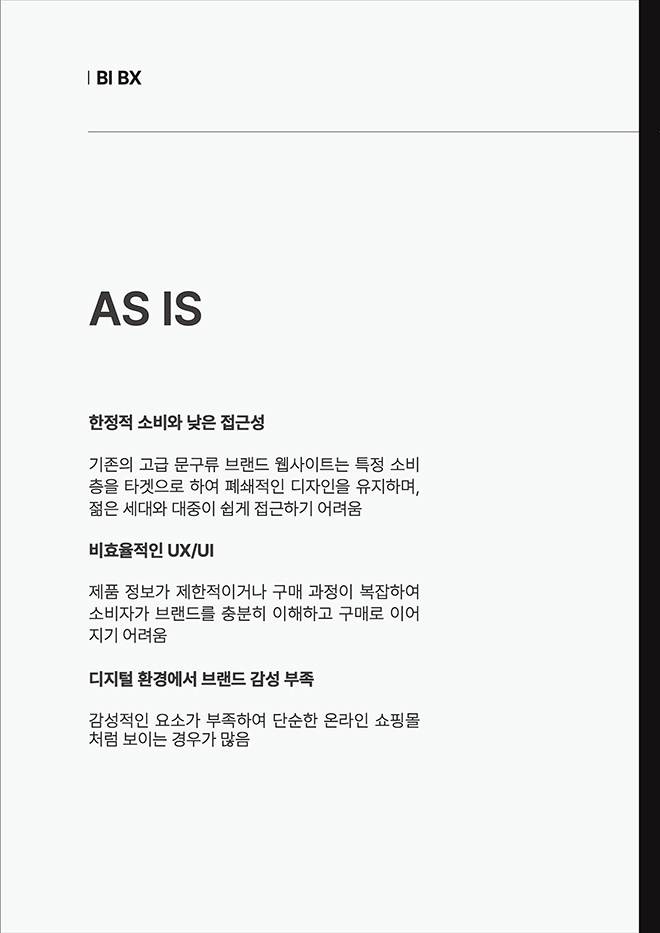 | BI BX
AS IS
한정적 소비와 낮은 접근성
기존의 고급 문구류 브랜드 웹사이트는 특정 소비
층을 타겟으로 하여 폐쇄적인 디자인을 유지하며,
젊은 세대와 대중이 쉽게 접근하기 어려움
비효율적인 UX/UI
제품 정보가 제한적이거나 구매 과정이 복잡하여
소비자가 브랜드를 충분히 이해하고 구매로 이어
지기 어려움
디지털 환경에서 브랜드 감성 부족
감성적인 요소가 부족하여 단순한 온라인 쇼핑몰
처럼 보이는 경우가 많음